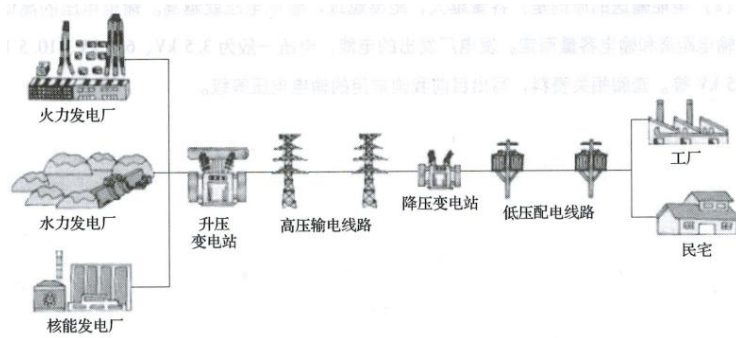 火力发电厂
水力发电厂
核能发电厂
升压
变电站
高压输电线路
降压变电站
低压配电线路
工厂
民宅